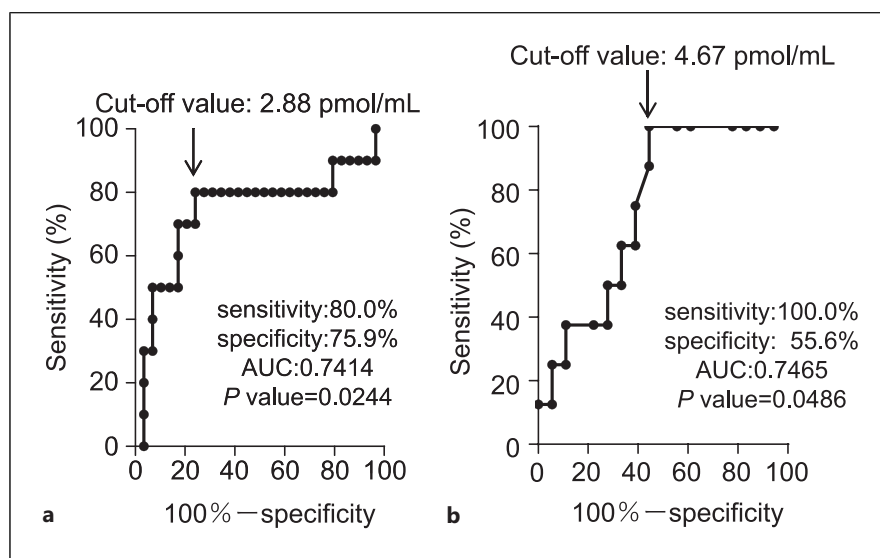 Cut-off value: 2.88 pmol/mL
100
80
60
40
20
0
Sensitivity (%)
sensitivity:80.0%
specificity:75.9%
AUC:0.7414
P value=0.0244
0 20 40 60 80 100
100%－specificity
a
Cut-off value: 4.67 pmol/mL
100
80
60
40
20
0
Sensitivity (%)
sensitivity:100.0%
specificity: 55.6%
AUC:0.7465
P value=0.0486
0 20 40 60 80 100
100%－specificity
b